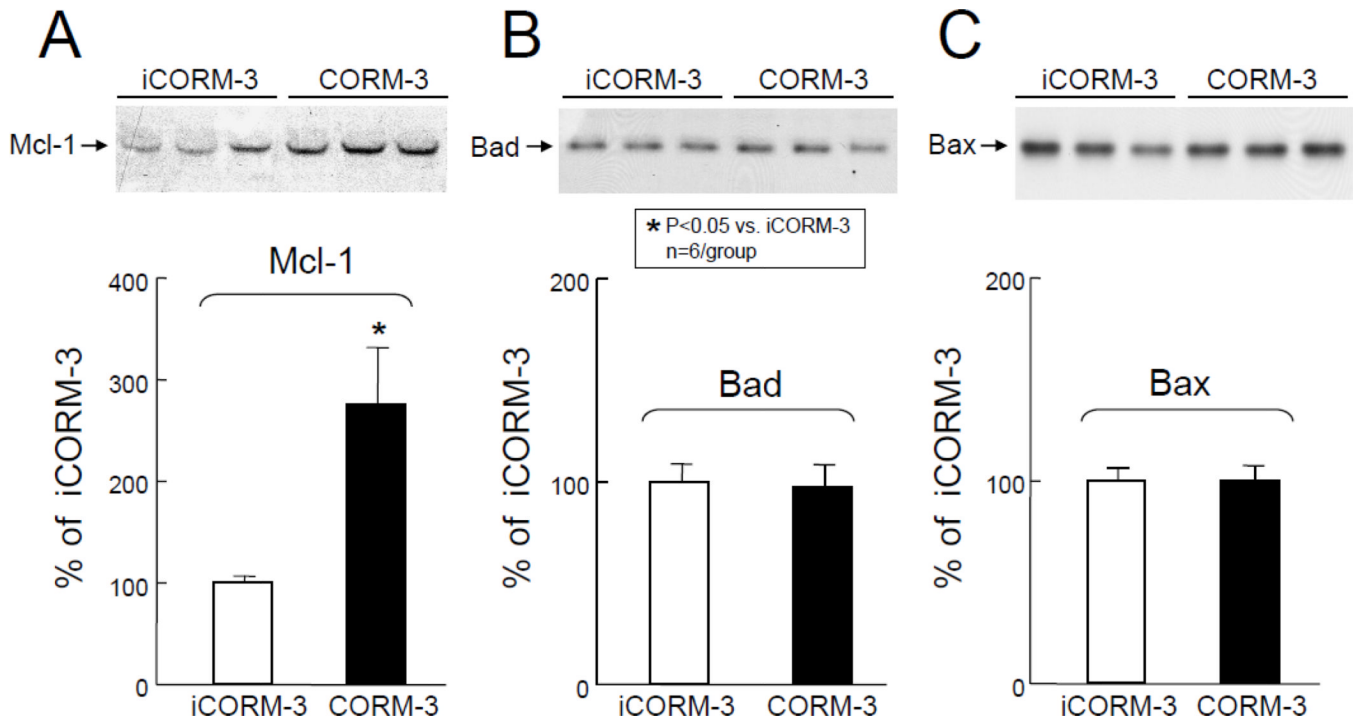 A
iCORM-3 CORM-3
Mcl-1
Mcl-1
400
300
200
100
0
% of iCORM-3
*
iCORM-3 CORM-3
B
iCORM-3 CORM-3
Bad
* P<0.05 vs. iCORM-3
n=6/group
200
100
0
% of iCORM-3
Bad
iCORM-3 CORM-3
C
iCORM-3 CORM-3
Bax
200
100
0
% of iCORM-3
Bax
iCORM-3 CORM-3